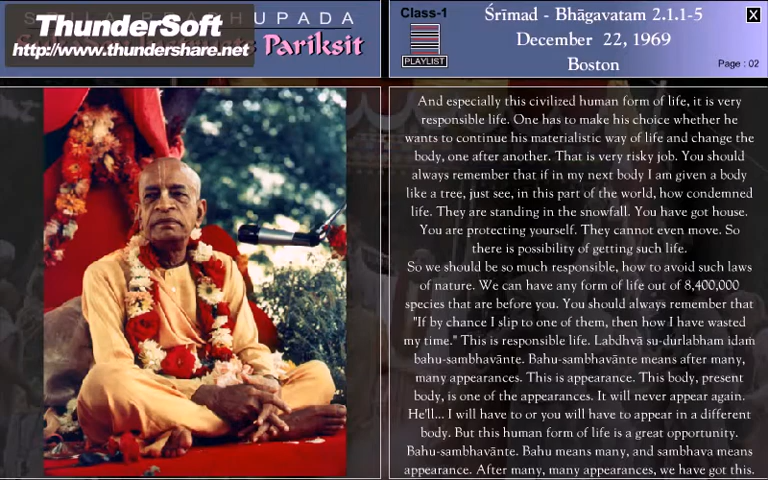 ThunderSoft
http://www.thundershare.net
HUPADA
Pariksit
Class-1
PLAYLIST
Śrīmad - Bhāgavatam 2.1.1-5
December 22, 1969
Boston
X
Page : 02
And especially this civilized human form of life, it is very
responsible life. One has to make his choice whether he
wants to continue his materialistic way of life and change the
body, one after another. That is very risky job. You should
always remember that if in my next body I am given a body
like a tree, just see, in this part of the world, how condemned
life. They are standing in the snowfall. You have got house.
You are protecting yourself. They cannot even move. So
there is possibility of getting such life.
So we should be so much responsible, how to avoid such laws
of nature. We can have any form of life out of 8,400,000
species that are before you. You should always remember that
"If by chance I slip to one of them, then how I have wasted
my time." This is responsible life. Labdhvā su-durlabham idam
bahu-sambhavānte. Bahu-sambhavānte means after many,
many appearances. This is appearance. This body, present
body, is one of the appearances. It will never appear again.
He'll... I will have to or you will have to appear in a different
body. But this human form of life is a great opportunity.
Bahu-sambhavānte. Bahu means many, and sambhava means
appearance. After many, many appearances, we have got this.